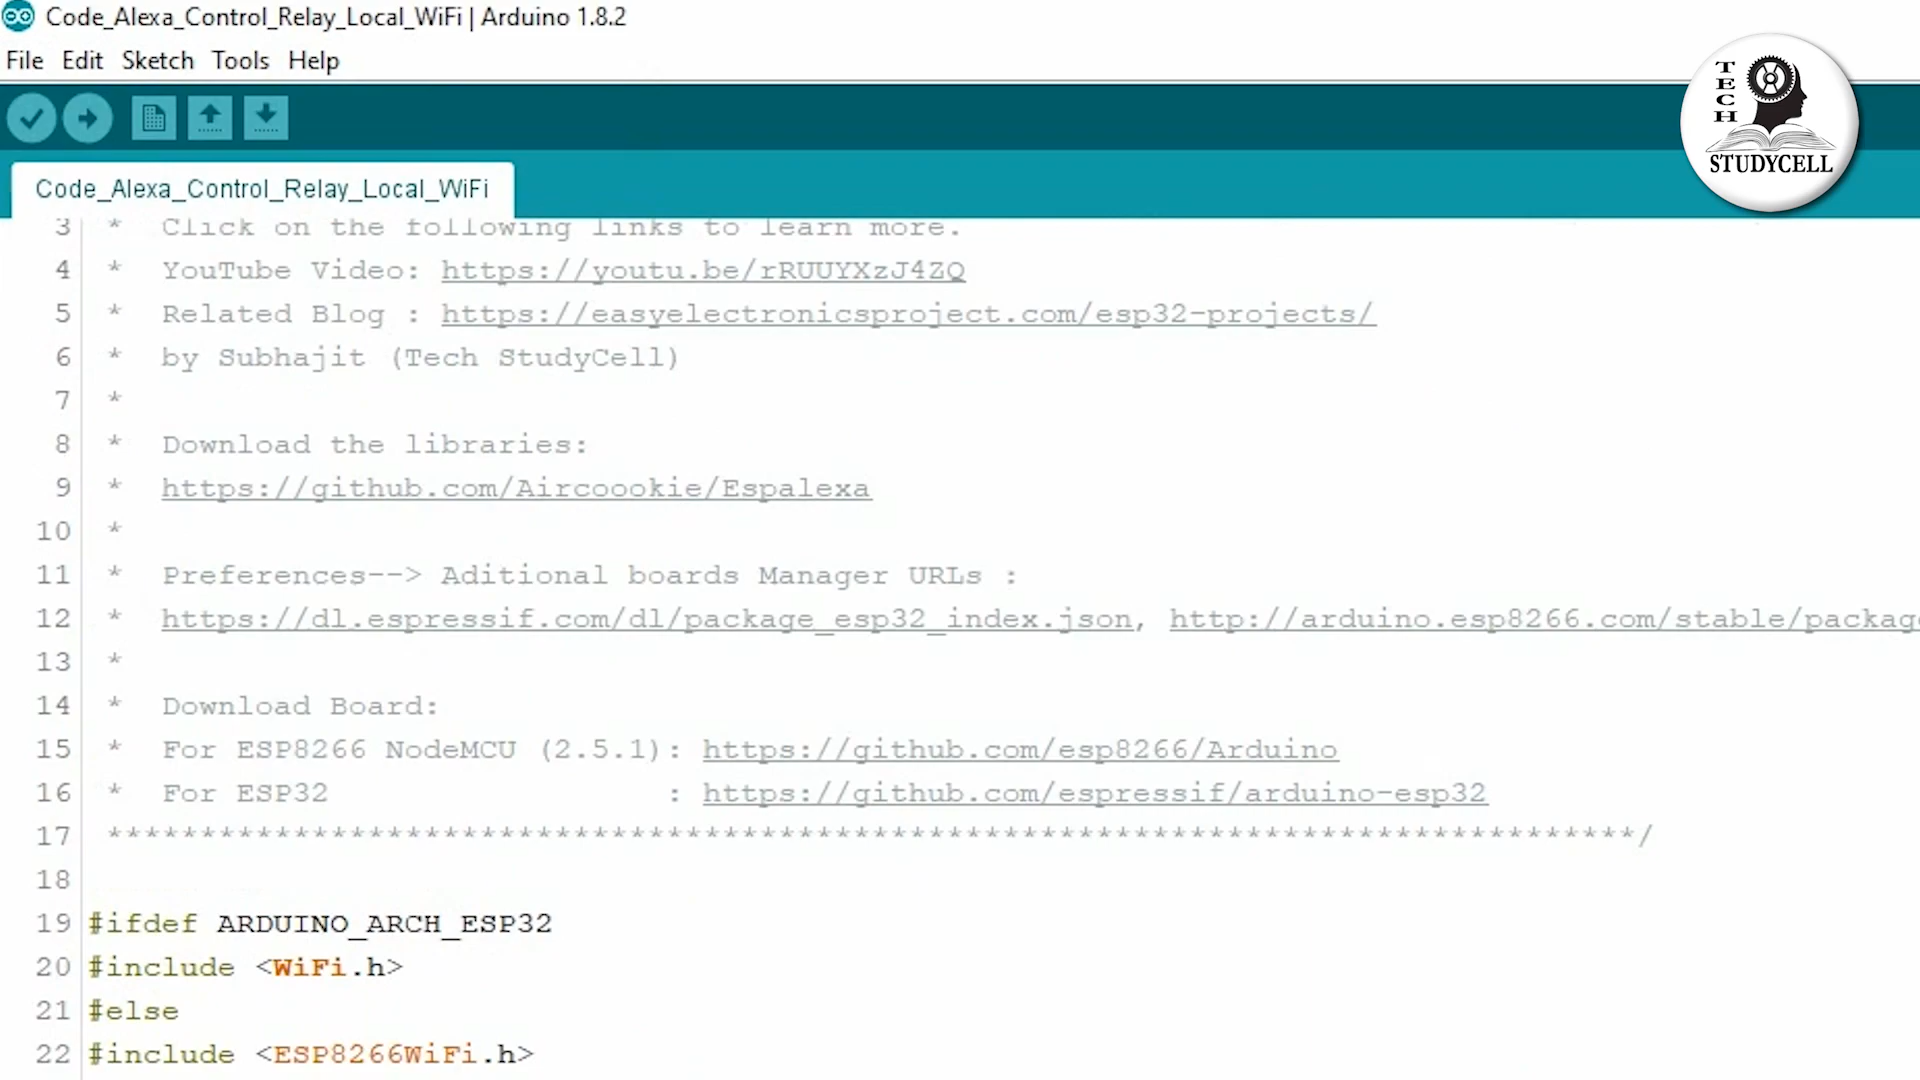 Code_Alexa_Control_Relay_Local_WiFi | Arduino 1.8.2
File Edit Sketch Tools Help
TECH
STUDYCELL
Code_Alexa_Control_Relay_Local_WiFi
3 * Click on the following links to learn more.
4 * YouTube Video: https://youtu.be/rRUUYXzJ4ZQ
5 * Related Blog : https://easyelectronicsproject.com/esp32-projects/
6 * by Subhajit (Tech StudyCell)
7 *
8 * Download the libraries:
9 * https://github.com/Aircoookie/Espalexa
10 *
11 * Preferences--> Aditional boards Manager URLs :
12 * https://dl.espressif.com/dl/package_esp32_index.json, http://arduino.esp8266.com/stable/packag
13 *
14 * Download Board:
15 * For ESP8266 NodeMCU (2.5.1): https://github.com/esp8266/Arduino
16 * For ESP32 : https://github.com/espressif/arduino-esp32
17 **********************************************************************************/
18
19 #ifdef ARDUINO_ARCH_ESP32
20 #include <WiFi.h>
21 #else
22 #include <ESP8266WiFi.h>